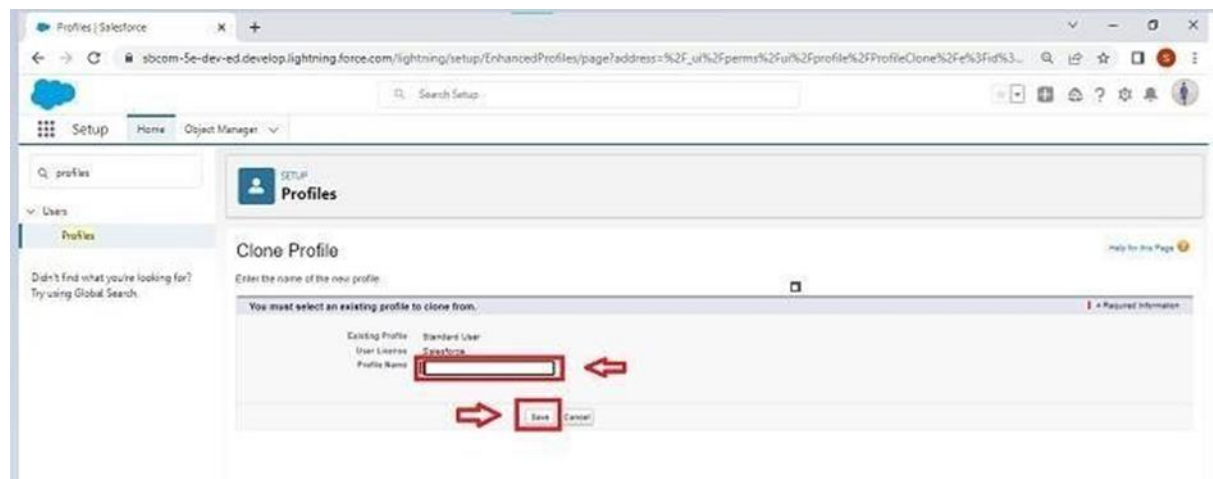 Profiles | Salesforce
sbcom-5e-dev-ed.develop.lightning.force.com/lightning/setup/EnhancedProfiles/page?address=%2F_ui%2Fperms%2Fui%2Fprofile%2FProfileClone%2Fe%3Fid%3...
S
Search Setup
Setup Home Object Manager
profiles
SETUP
Profiles
Users
Profiles
Clone Profile
Help for this Page
Didn't find what you're looking for?
Try using Global Search.
Enter the name of the new profile.
You must select an existing profile to clone from.
= Required Information
Existing Profile Standard User
User License Salesforce
Profile Name
Save Cancel